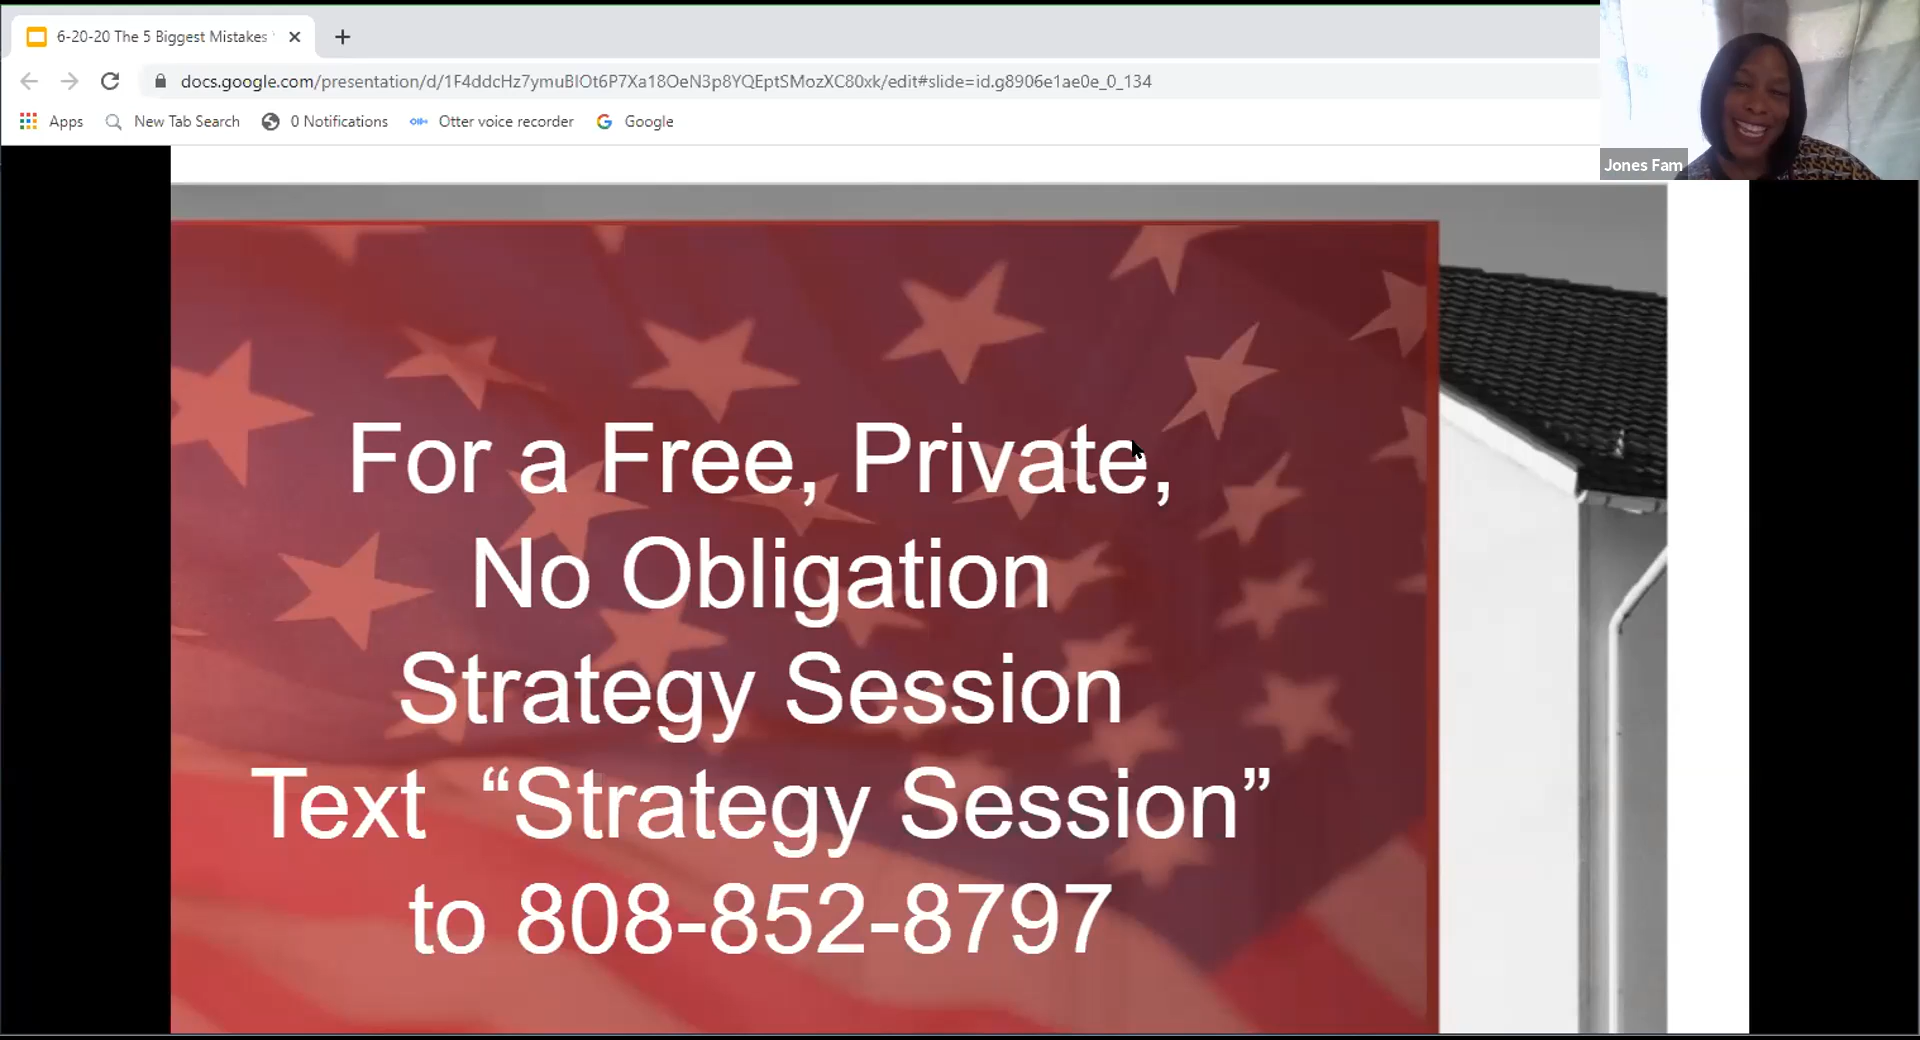 6-20-20 The 5 Biggest Mistakes
docs.google.com/presentation/d/1F4ddcHz7ymuBIOt6P7Xa18OeN3p8YQEptSMozXC80xk/edit#slide=id.g8906e1ae0e_0_134
Apps New Tab Search 0 Notifications Otter voice recorder Google
Jones Fam
For a Free, Private,
No Obligation
Strategy Session
Text “Strategy Session”
to 808-852-8797